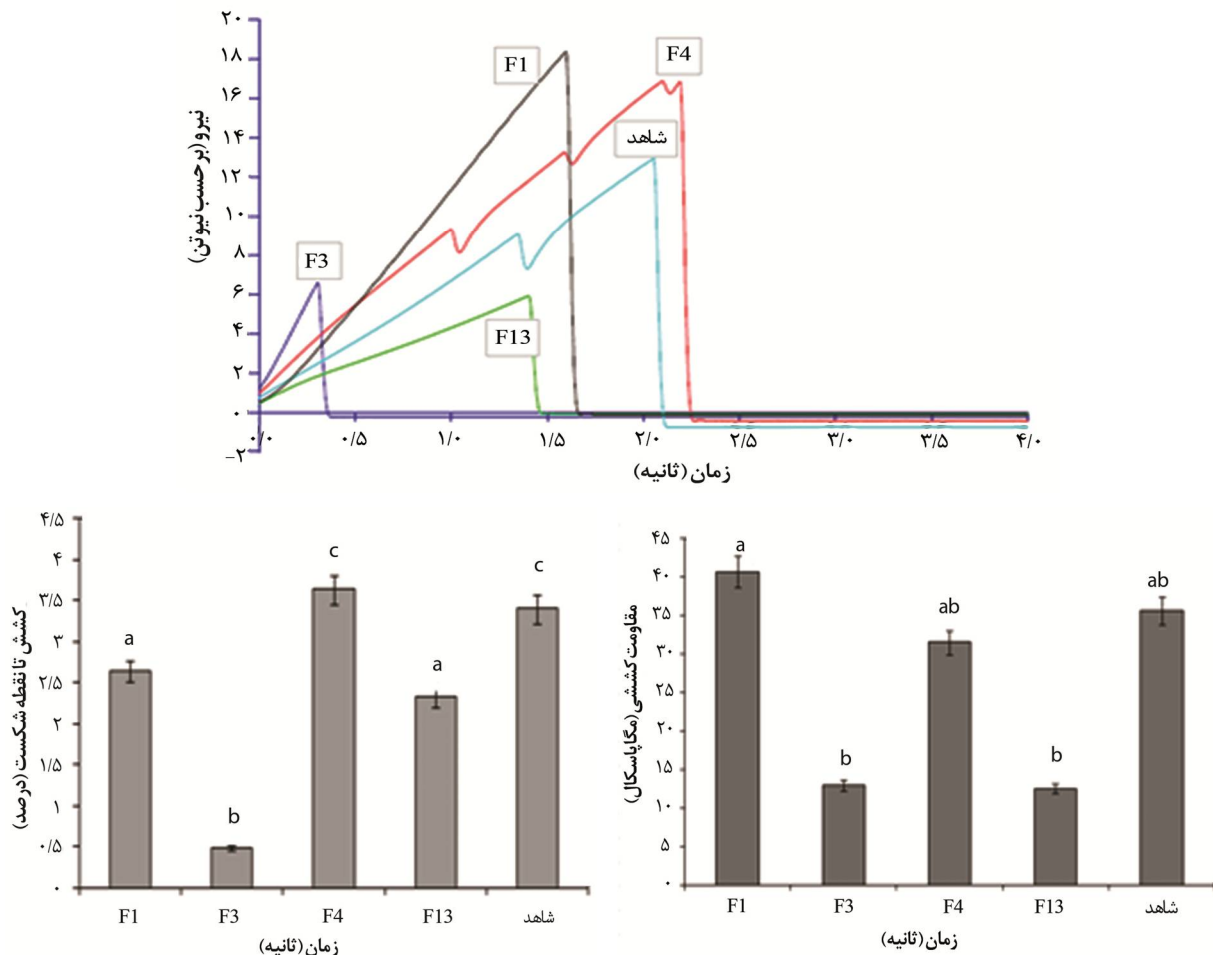 ۲۰
۱۸
۱۶
۱۴
۱۲
۱۰
۸
۶
۴
۲
۰
−۲
نیرو (برحسب نیوتن)
F1
F4
شاهد
F3
F13
۰/۰ ۰/۵ ۱/۰ ۱/۵ ۲/۰ ۲/۵ ۳/۰ ۳/۵ ۴/۰
زمان (ثانیه)
۴/۵
۴
۳/۵
۳
۲/۵
۲
۱/۵
۱
۰/۵
۰
کشش تا نقطه شکست (درصد)
a
b
c
a
c
F1 F3 F4 F13 شاهد
زمان (ثانیه)
۴۵
۴۰
۳۵
۳۰
۲۵
۲۰
۱۵
۱۰
۵
۰
مقاومت کششی (مگاپاسکال)
a
b
ab
b
ab
F1 F3 F4 F13 شاهد
زمان (ثانیه)